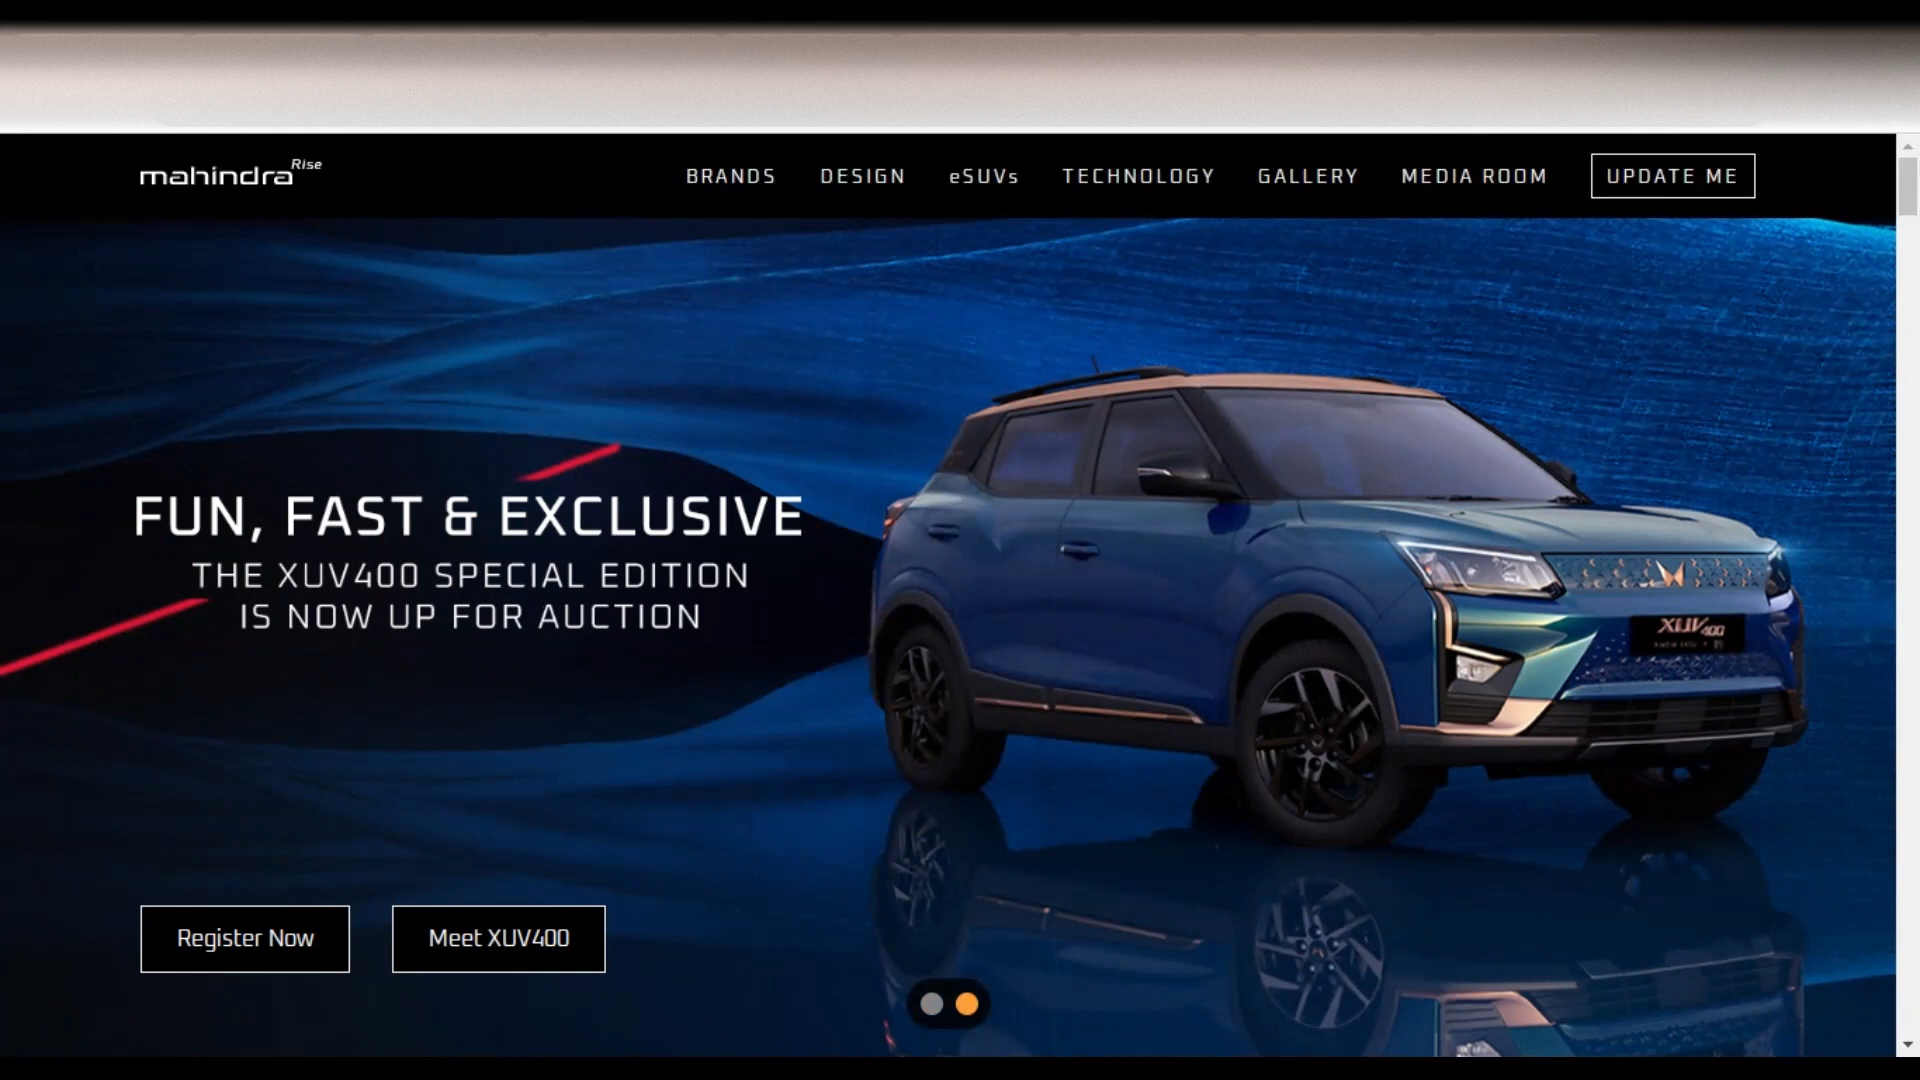 mahindra Rise
BRANDS DESIGN eSUVs TECHNOLOGY GALLERY MEDIA ROOM UPDATE ME
FUN, FAST & EXCLUSIVE
THE XUV400 SPECIAL EDITION
IS NOW UP FOR AUCTION
XUV400
Register Now Meet XUV400